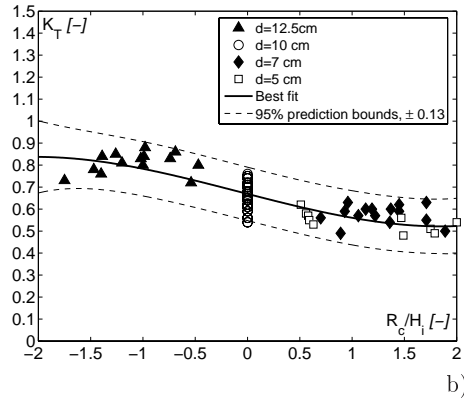 K_T [-]
1.5
1.4
1.3
1.2
1.1
1
0.9
0.8
0.7
0.6
0.5
0.4
0.3
0.2
0.1
0
d=12.5cm
d=10 cm
d=7 cm
d=5 cm
Best fit
95% prediction bounds, ± 0.13
R_c/H_i [-]
−2 −1.5 −1 −0.5 0 0.5 1 1.5 2
b)